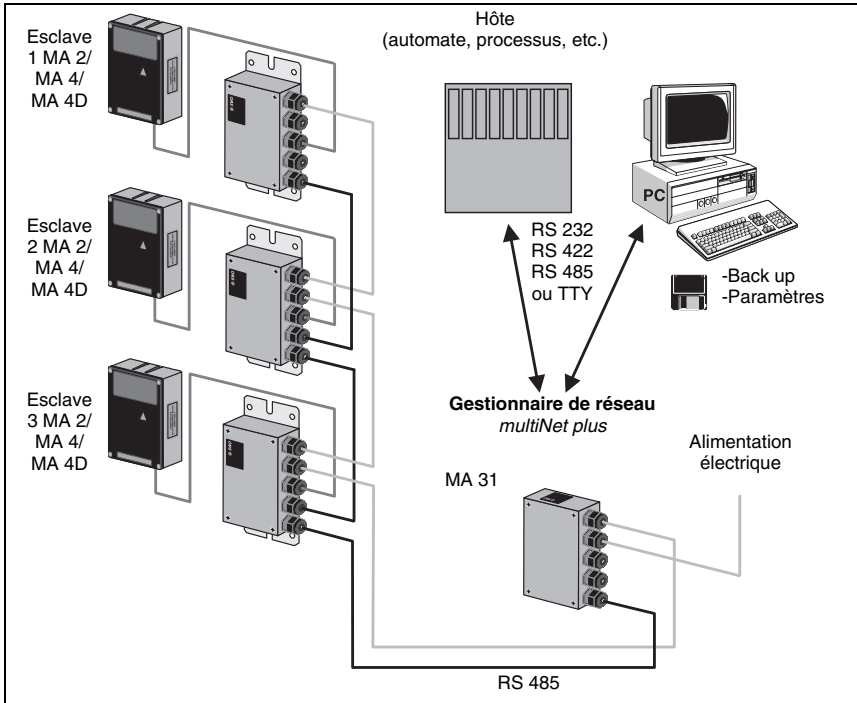 Hôte
(automate, processus, etc.)
Esclave
1 MA 2/
MA 4/
MA 4D
Esclave
2 MA 2/
MA 4/
MA 4D
Esclave
3 MA 2/
MA 4/
MA 4D
PC
RS 232
RS 422
RS 485
ou TTY
-Back up
-Paramètres
Gestionnaire de réseau
multiNet plus
Alimentation
électrique
MA 31
RS 485